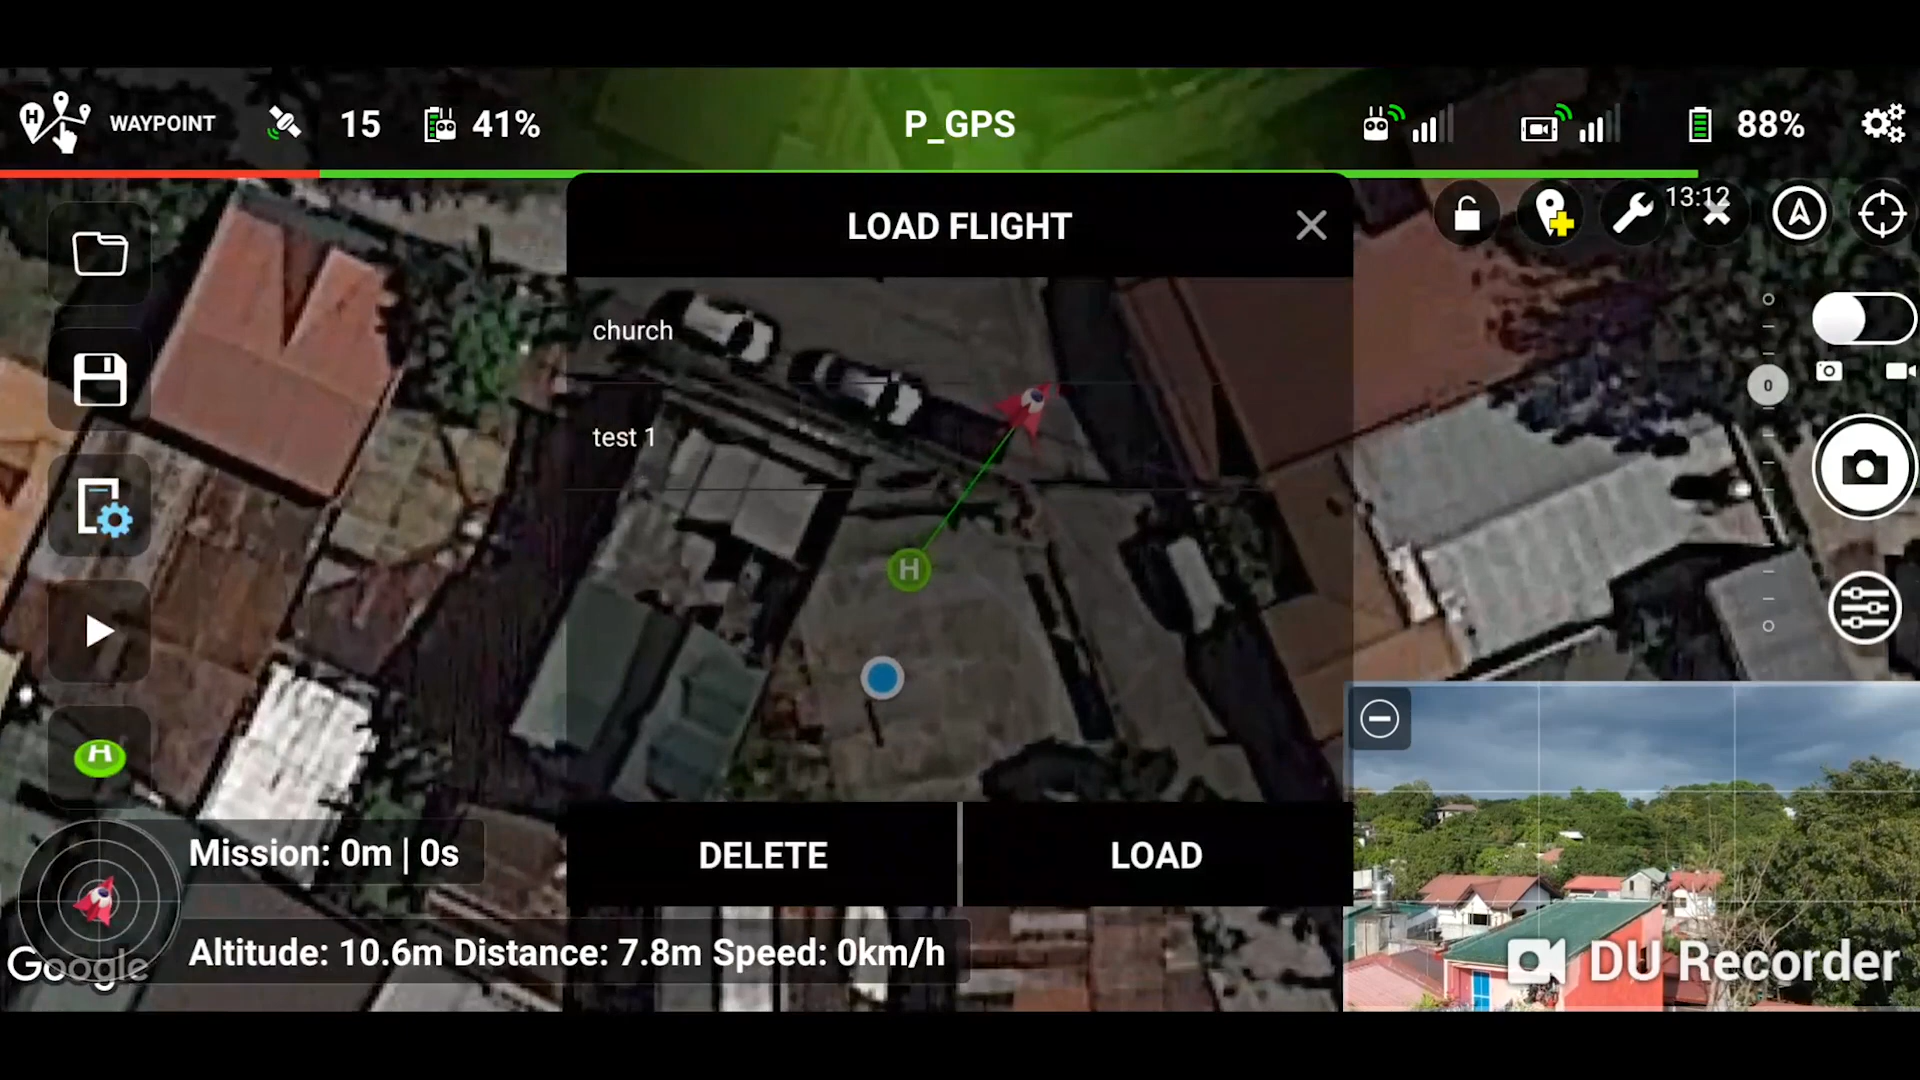 WAYPOINT 15 41% P_GPS 88%
13:12
LOAD FLIGHT
church
0
test 1
H
H
DELETE LOAD
Mission: 0m | 0s
Altitude: 10.6m Distance: 7.8m Speed: 0km/h
Google
DU Recorder